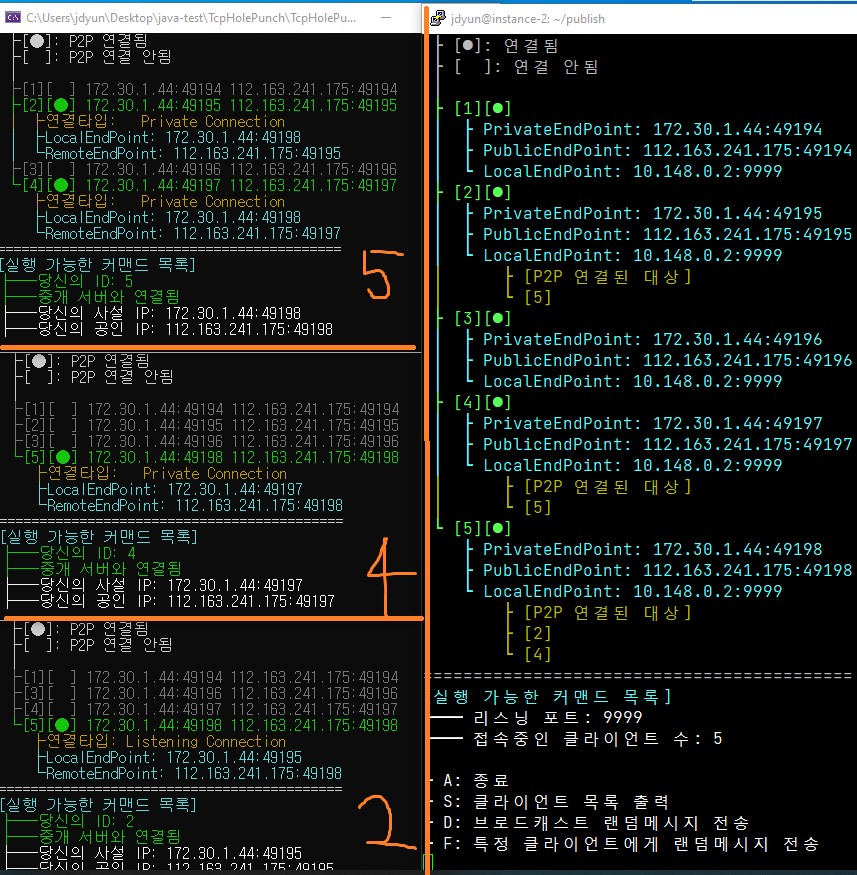 C:\Users\jdyun\Desktop\java-test\TcpHolePunch\TcpHolePu...
├[●]: P2P 연결됨
├[ ]: P2P 연결 안됨
├[1][ ] 172.30.1.44:49194 112.163.241.175:49194
├[2][●] 172.30.1.44:49195 112.163.241.175:49195
├연결타입: Private Connection
├LocalEndPoint: 172.30.1.44:49198
└RemoteEndPoint: 112.163.241.175:49195
├[3][ ] 172.30.1.44:49196 112.163.241.175:49196
└[4][●] 172.30.1.44:49197 112.163.241.175:49197
├연결타입: Private Connection
├LocalEndPoint: 172.30.1.44:49198
└RemoteEndPoint: 112.163.241.175:49197
==========================================
[실행 가능한 커맨드 목록]
├──당신의 ID: 5
├──중개 서버와 연결됨
├──당신의 사설 IP: 172.30.1.44:49198
├──당신의 공인 IP: 112.163.241.175:49198
5
├[●]: P2P 연결됨
├[ ]: P2P 연결 안됨
├[1][ ] 172.30.1.44:49194 112.163.241.175:49194
├[2][ ] 172.30.1.44:49195 112.163.241.175:49195
├[3][ ] 172.30.1.44:49196 112.163.241.175:49196
└[5][●] 172.30.1.44:49198 112.163.241.175:49198
├연결타입: Private Connection
├LocalEndPoint: 172.30.1.44:49197
└RemoteEndPoint: 112.163.241.175:49198
==========================================
[실행 가능한 커맨드 목록]
├──당신의 ID: 4
├──중개 서버와 연결됨
├──당신의 사설 IP: 172.30.1.44:49197
├──당신의 공인 IP: 112.163.241.175:49197
4
├[●]: P2P 연결됨
├[ ]: P2P 연결 안됨
├[1][ ] 172.30.1.44:49194 112.163.241.175:49194
├[3][ ] 172.30.1.44:49196 112.163.241.175:49196
├[4][ ] 172.30.1.44:49197 112.163.241.175:49197
└[5][●] 172.30.1.44:49198 112.163.241.175:49198
├연결타입: Listening Connection
├LocalEndPoint: 172.30.1.44:49195
└RemoteEndPoint: 112.163.241.175:49198
==========================================
[실행 가능한 커맨드 목록]
├──당신의 ID: 2
├──중개 서버와 연결됨
├──당신의 사설 IP: 172.30.1.44:49195
├──당신의 공인 IP: 112.163.241.175:49195
2
jdyun@instance-2: ~/publish
├ [●]: 연결됨
├ [ ]: 연결 안됨
├ [1][●]
├ PrivateEndPoint: 172.30.1.44:49194
├ PublicEndPoint: 112.163.241.175:49194
└ LocalEndPoint: 10.148.0.2:9999
├ [2][●]
├ PrivateEndPoint: 172.30.1.44:49195
├ PublicEndPoint: 112.163.241.175:49195
└ LocalEndPoint: 10.148.0.2:9999
├ [P2P 연결된 대상]
└ [5]
├ [3][●]
├ PrivateEndPoint: 172.30.1.44:49196
├ PublicEndPoint: 112.163.241.175:49196
└ LocalEndPoint: 10.148.0.2:9999
├ [4][●]
├ PrivateEndPoint: 172.30.1.44:49197
├ PublicEndPoint: 112.163.241.175:49197
└ LocalEndPoint: 10.148.0.2:9999
├ [P2P 연결된 대상]
└ [5]
└ [5][●]
├ PrivateEndPoint: 172.30.1.44:49198
├ PublicEndPoint: 112.163.241.175:49198
└ LocalEndPoint: 10.148.0.2:9999
├ [P2P 연결된 대상]
├ [2]
└ [4]
==========================================
실행 가능한 커맨드 목록]
─── 리스닝 포트: 9999
─── 접속중인 클라이언트 수: 5
- A: 종료
- S: 클라이언트 목록 출력
- D: 브로드캐스트 랜덤메시지 전송
- F: 특정 클라이언트에게 랜덤메시지 전송